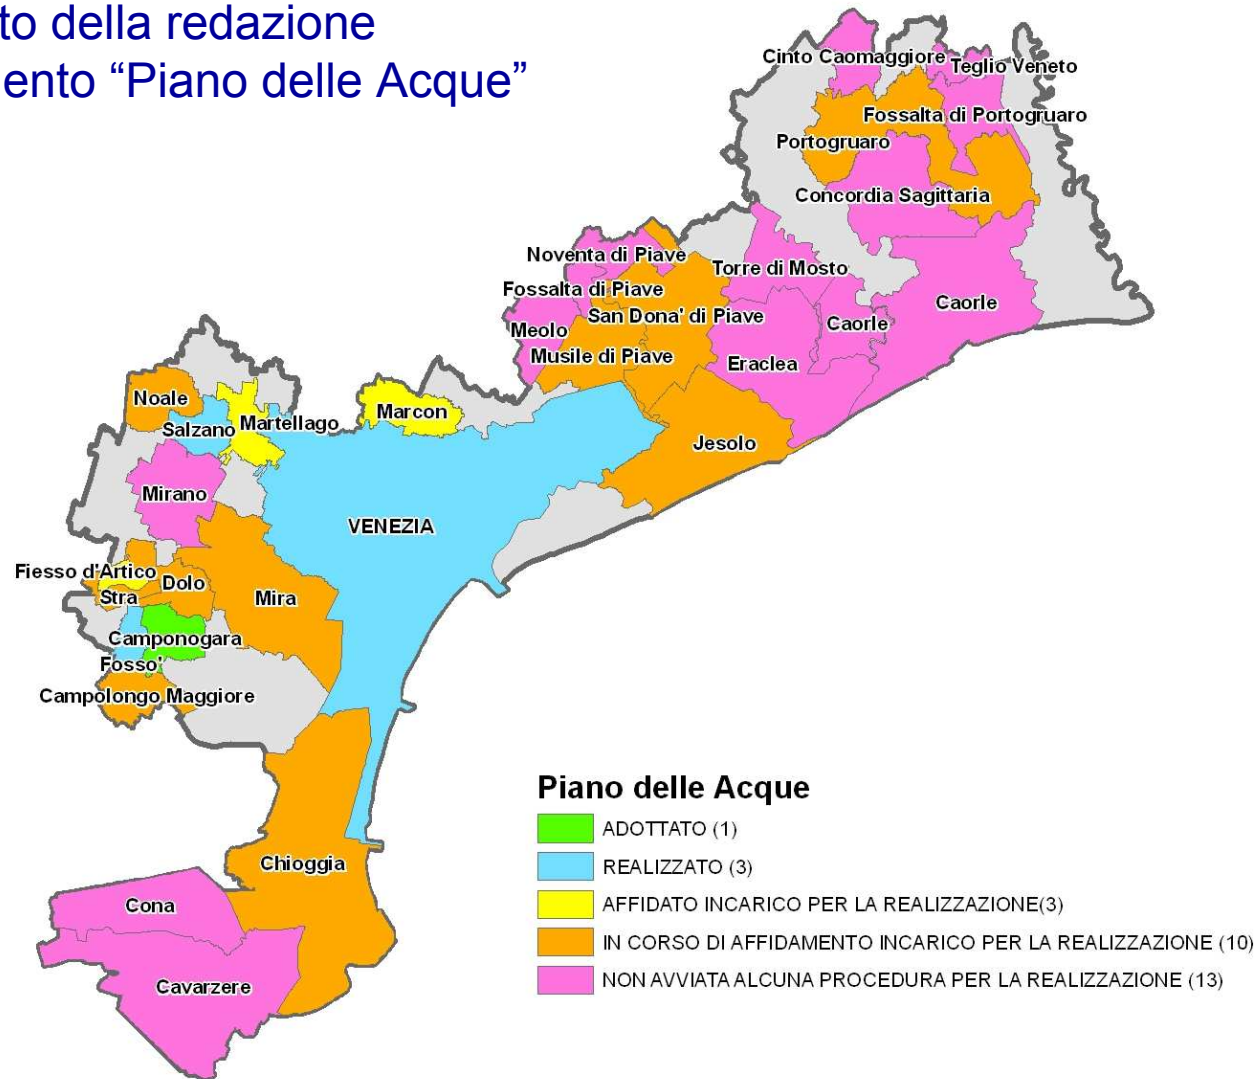 to della redazione
ento “Piano delle Acque”
Cinto Caomaggiore
Teglio Veneto
Fossalta di Portogruaro
Portogruaro
Concordia Sagittaria
Noventa di Piave
Torre di Mosto
Fossalta di Piave
Caorle
San Dona' di Piave
Caorle
Meolo
Musile di Piave
Eraclea
Noale
Marcon
Salzano
Martellago
Jesolo
Mirano
VENEZIA
Fiesso d'Artico
Dolo
Stra
Mira
Camponogara
Fosso'
Campolongo Maggiore
Chioggia
Cona
Cavarzere
Piano delle Acque
ADOTTATO (1)
REALIZZATO (3)
AFFIDATO INCARICO PER LA REALIZZAZIONE(3)
IN CORSO DI AFFIDAMENTO INCARICO PER LA REALIZZAZIONE (10)
NON AVVIATA ALCUNA PROCEDURA PER LA REALIZZAZIONE (13)